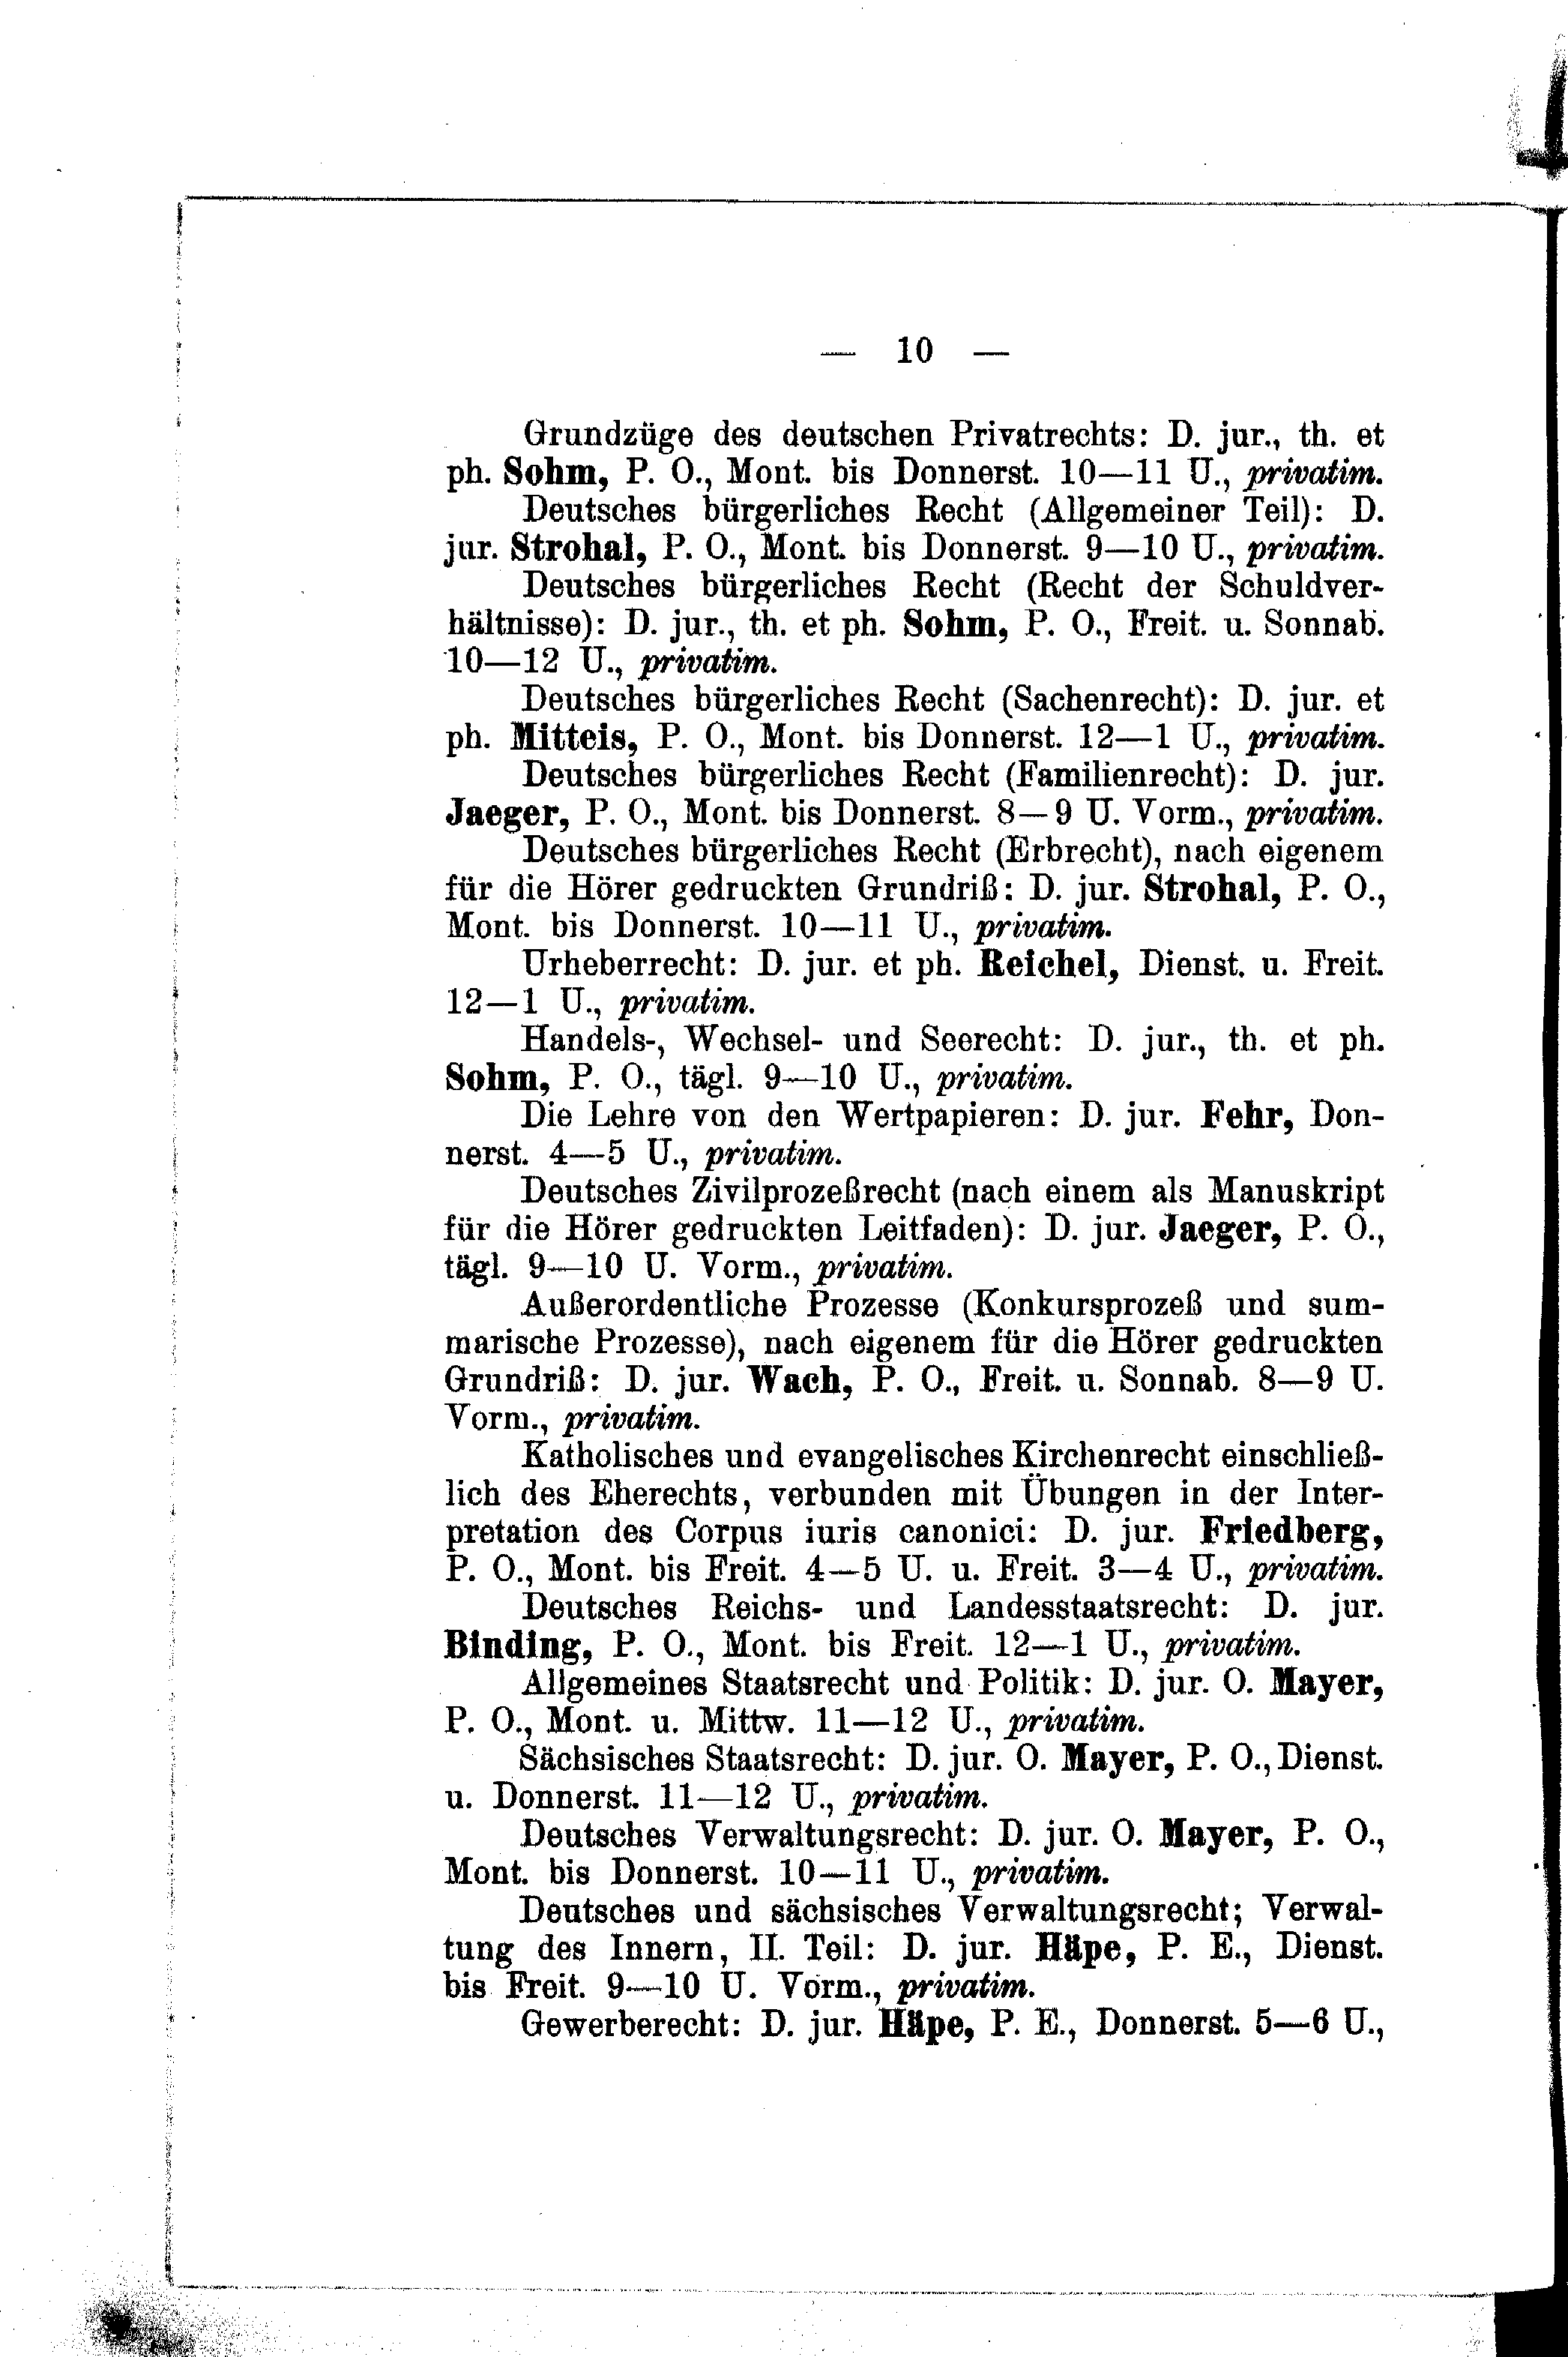 — 10 —
Grundzüge des deutschen Privatrechts: D. jur., th. et
ph. Sohm, P. O., Mont. bis Donnerst. 10—11 U., privatim.
Deutsches bürgerliches Recht (Allgemeiner Teil): D.
jur. Strohal, P. O., Mont. bis Donnerst. 9—10 U., privatim.
Deutsches bürgerliches Recht (Recht der Schuldver-
hältnisse): D. jur., th. et ph. Sohm, P. O., Freit. u. Sonnab.
10—12 U., privatim.
Deutsches bürgerliches Recht (Sachenrecht): D. jur. et
ph. Mitteis, P. O., Mont. bis Donnerst. 12—1 U., privatim.
Deutsches bürgerliches Recht (Familienrecht): D. jur.
Jaeger, P. O., Mont. bis Donnerst. 8—9 U. Vorm., privatim.
Deutsches bürgerliches Recht (Erbrecht), nach eigenem
für die Hörer gedruckten Grundriß: D. jur. Strohal, P. O.,
Mont. bis Donnerst. 10—11 U., privatim.
Urheberrecht: D. jur. et ph. Reichel, Dienst. u. Freit.
12—1 U., privatim.
Handels-, Wechsel- und Seerecht: D. jur., th. et ph.
Sohm, P. O., tägl. 9—10 U., privatim.
Die Lehre von den Wertpapieren: D. jur. Fehr, Don-
nerst. 4—5 U., privatim.
Deutsches Zivilprozeßrecht (nach einem als Manuskript
für die Hörer gedruckten Leitfaden): D. jur. Jaeger, P. O.,
tägl. 9—10 U. Vorm., privatim.
Außerordentliche Prozesse (Konkursprozeß und sum-
marische Prozesse), nach eigenem für die Hörer gedruckten
Grundriß: D. jur. Wach, P. O., Freit. u. Sonnab. 8—9 U.
Vorm., privatim.
Katholisches und evangelisches Kirchenrecht einschließ-
lich des Eherechts, verbunden mit Übungen in der Inter-
pretation des Corpus iuris canonici: D. jur. Friedberg,
P. O., Mont. bis Freit. 4—5 U. u. Freit. 3—4 U., privatim.
Deutsches Reichs- und Landesstaatsrecht: D. jur.
Binding, P. O., Mont. bis Freit. 12—1 U., privatim.
Allgemeines Staatsrecht und Politik: D. jur. O. Mayer,
P. O., Mont. u. Mittw. 11—12 U., privatim.
Sächsisches Staatsrecht: D. jur. O. Mayer, P. O., Dienst.
u. Donnerst. 11—12 U., privatim.
Deutsches Verwaltungsrecht: D. jur. O. Mayer, P. O.,
Mont. bis Donnerst. 10—11 U., privatim.
Deutsches und sächsisches Verwaltungsrecht; Verwal-
tung des Innern, II. Teil: D. jur. Häpe, P. E., Dienst.
bis Freit. 9—10 U. Vorm., privatim.
Gewerberecht: D. jur. Häpe, P. E., Donnerst. 5—6 U.,